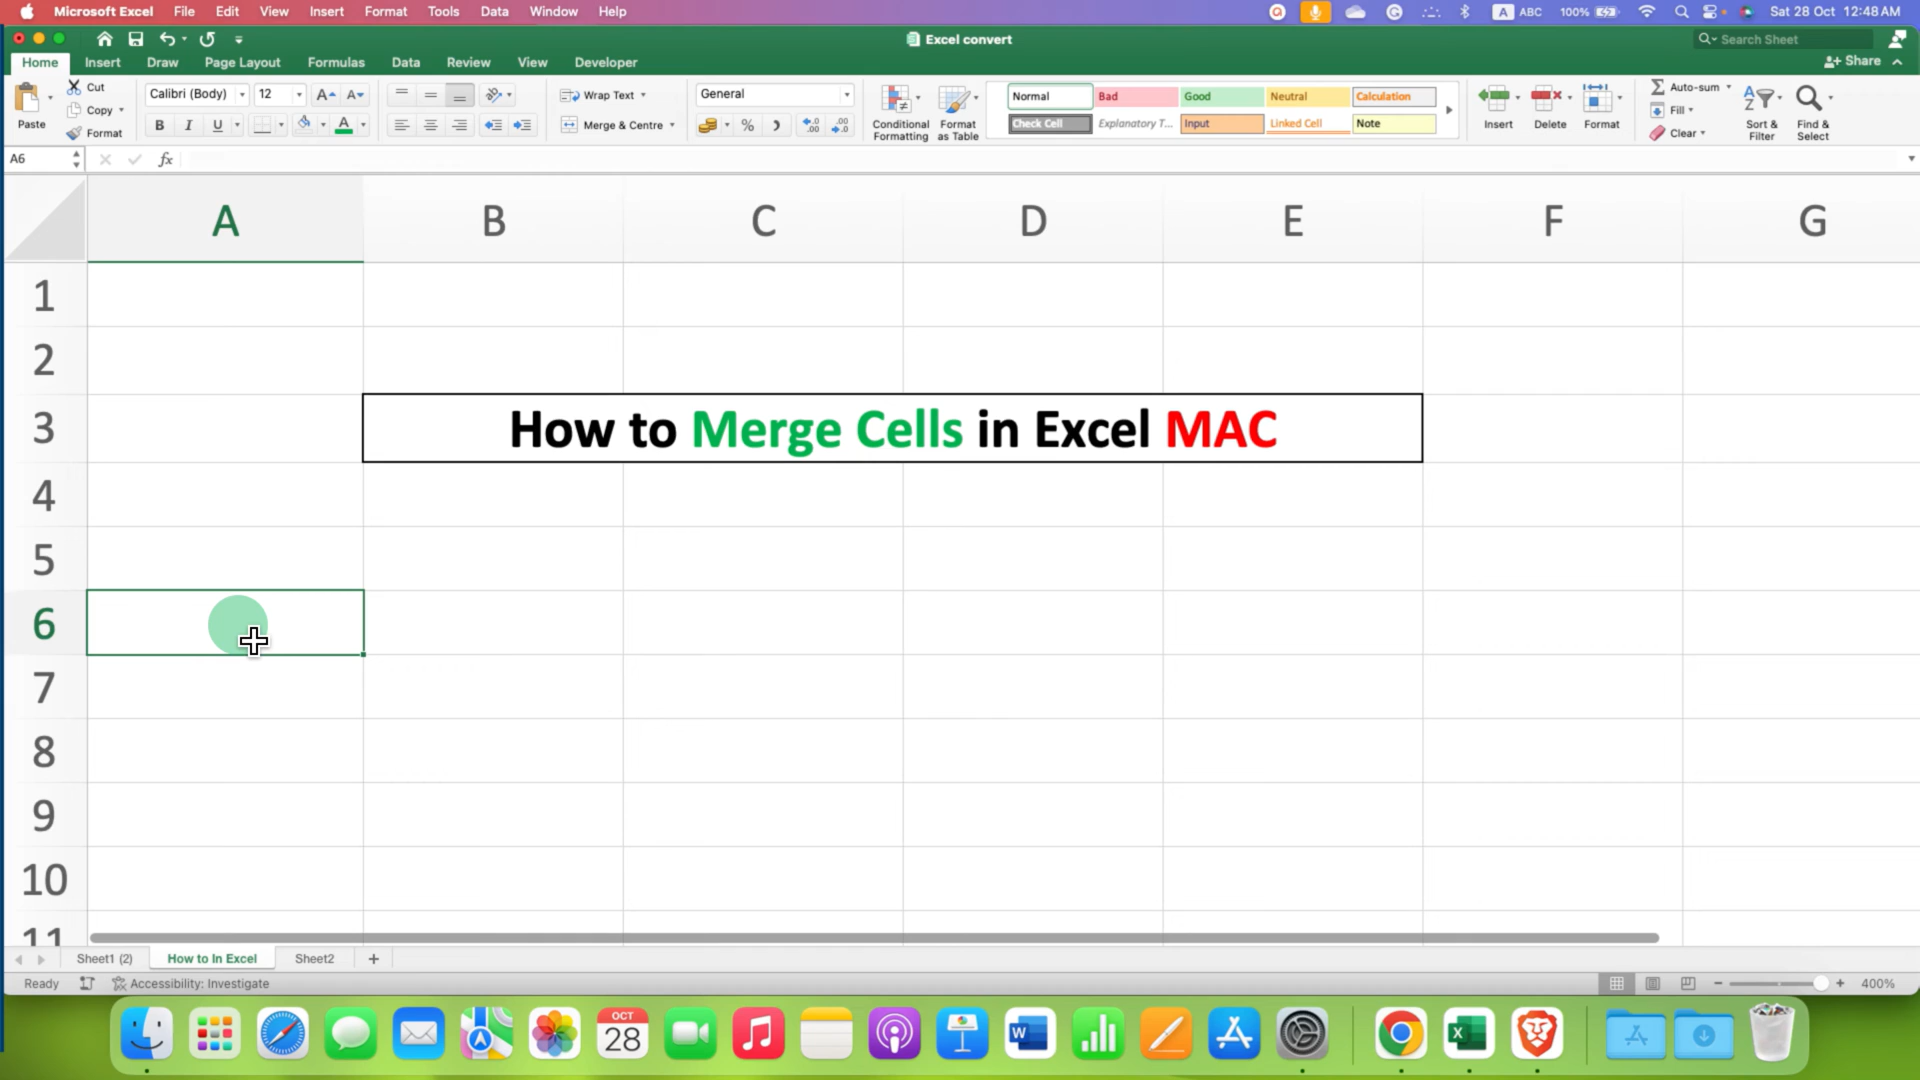 Microsoft Excel File Edit View Insert Format Tools Data Window Help A ABC 100% Sat 28 Oct 12:48 AM
Excel convert Search Sheet
Home Insert Draw Page Layout Formulas Data Review View Developer Share
Paste Cut Copy Format
Calibri (Body) 12 A A
B I U A
Wrap Text
Merge & Centre
General
%
.0 .00 .00 .0
Conditional Formatting
Format as Table
Normal Bad Good Neutral Calculation
Check Cell Explanatory T... Input Linked Cell Note
Insert Delete Format
Auto-sum
Fill
Clear
Sort & Filter
Find & Select
A6 fx
A B C D E F G
1
2
3 How to Merge Cells in Excel MAC
4
5
6
7
8
9
10
11
Sheet1 (2) How to In Excel Sheet2 +
Ready Accessibility: Investigate 400%
OCT
28
W
X